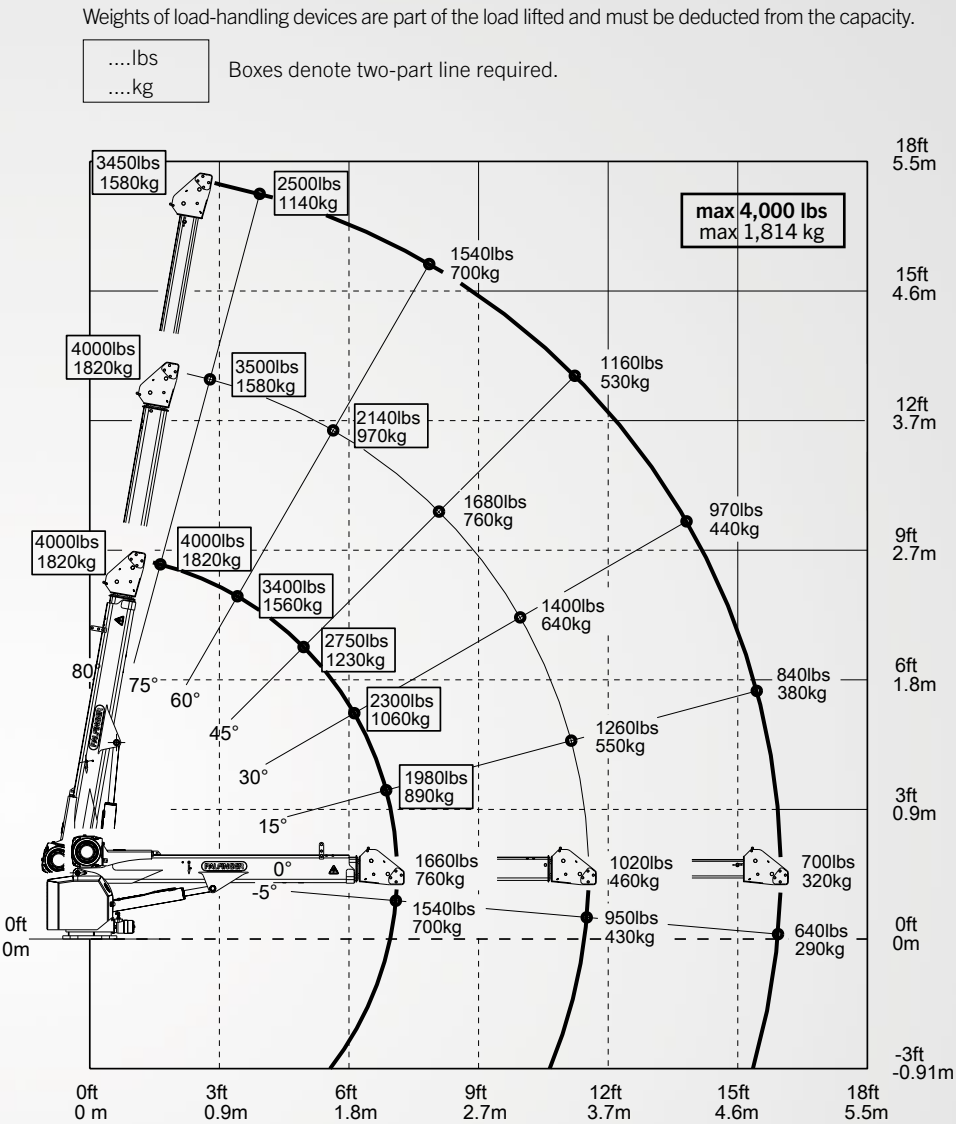 Weights of load-handling devices are part of the load lifted and must be deducted from the capacity.
....lbs
....kg
Boxes denote two-part line required.
18ft
5.5m
3450lbs
1580kg
2500lbs
1140kg
max 4,000 lbs
max 1,814 kg
1540lbs
700kg
15ft
4.6m
4000lbs
1820kg
3500lbs
1580kg
1160lbs
530kg
2140lbs
970kg
12ft
3.7m
1680lbs
760kg
970lbs
440kg
9ft
2.7m
4000lbs
1820kg
4000lbs
1820kg
3400lbs
1560kg
1400lbs
640kg
2750lbs
1230kg
80
75°
60°
45°
30°
15°
2300lbs
1060kg
6ft
1.8m
840lbs
380kg
1260lbs
550kg
1980lbs
890kg
3ft
0.9m
PALFINGER
PALFINGER
0°
-5°
1660lbs
760kg
1020lbs
460kg
700lbs
320kg
1540lbs
700kg
950lbs
430kg
640lbs
290kg
0ft
0m
0ft
0m
-3ft
-0.91m
0ft
0 m
3ft
0.9m
6ft
1.8m
9ft
2.7m
12ft
3.7m
15ft
4.6m
18ft
5.5m